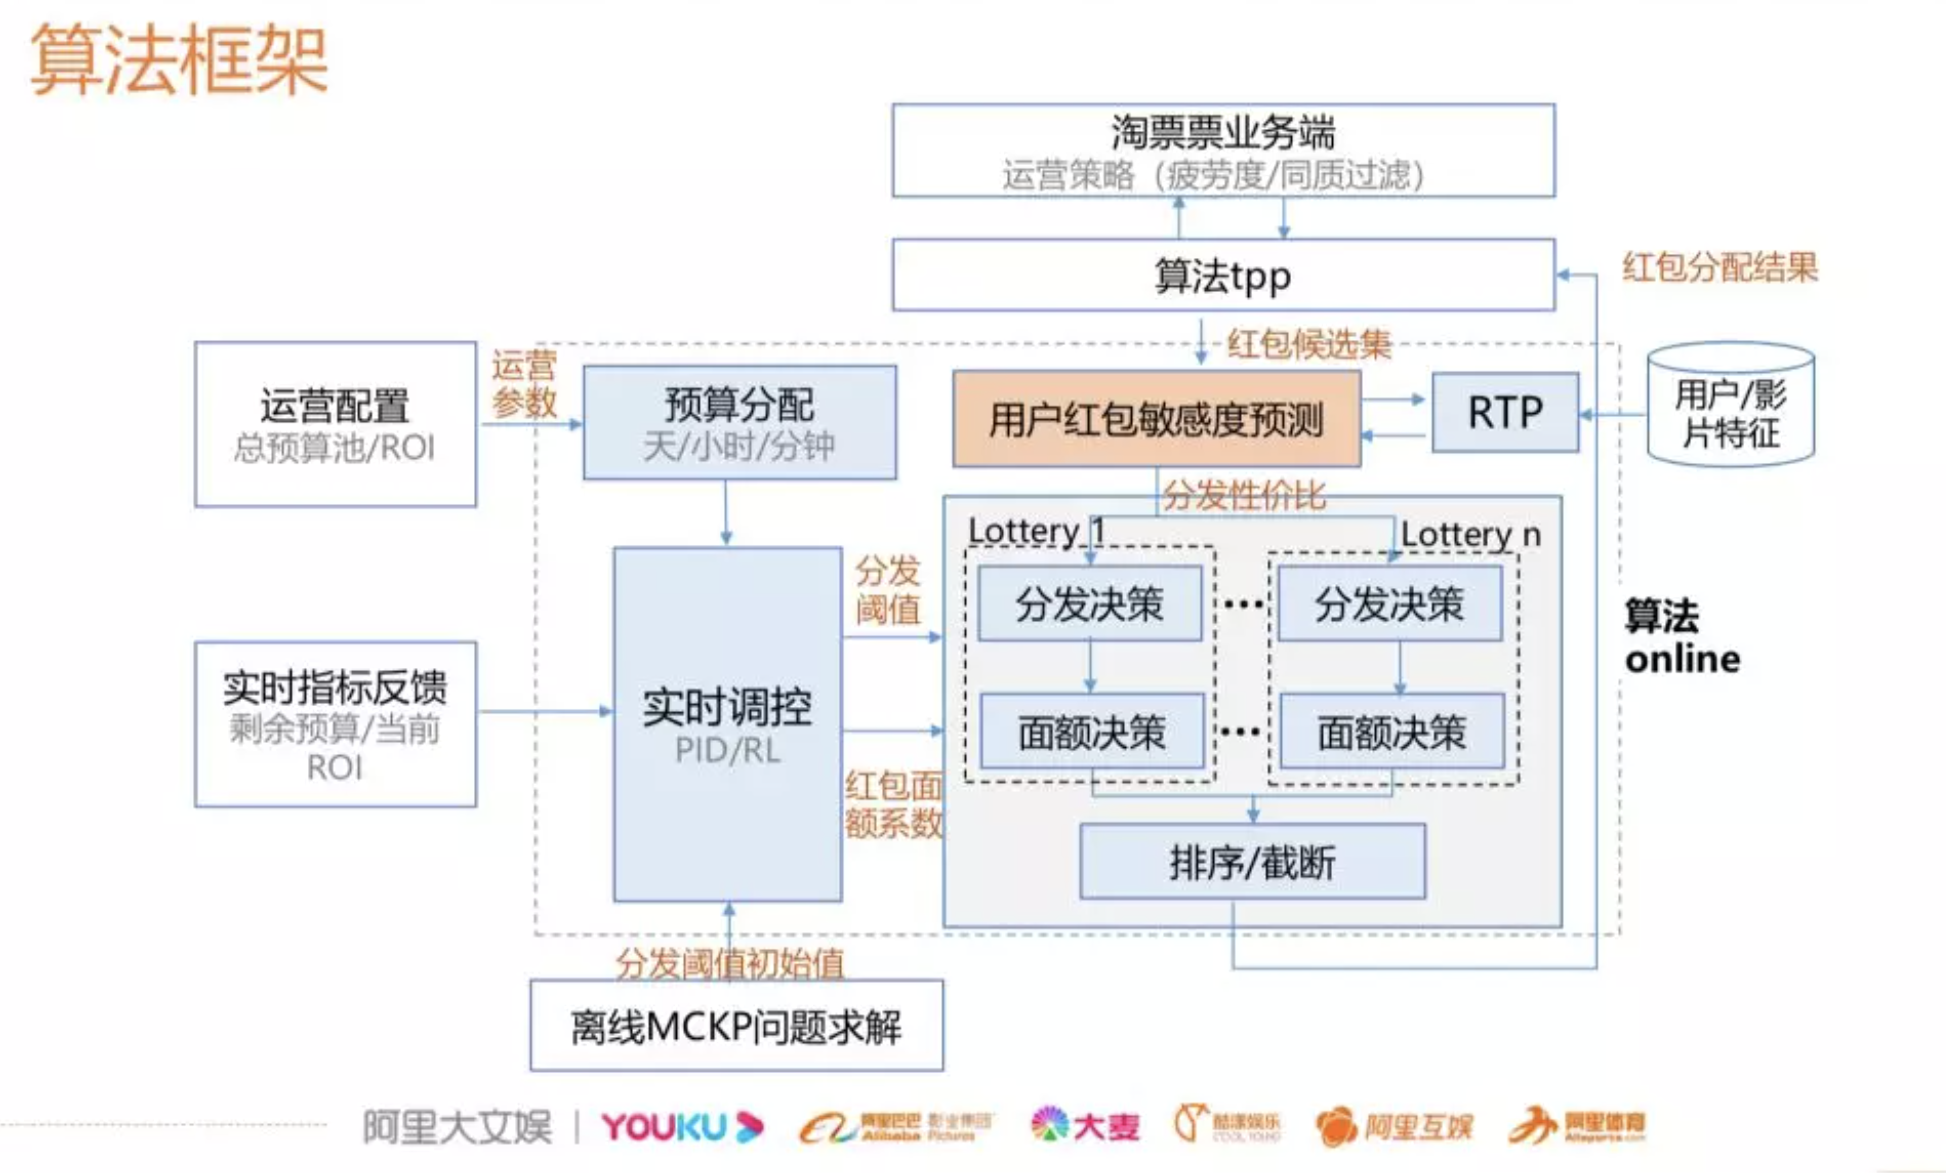 算法框架
淘票票业务端
运营策略（疲劳度/同质过滤）
算法tpp
红包分配结果
红包候选集
运营配置
总预算池/ROI
运营
参数
预算分配
天/小时/分钟
用户红包敏感度预测
RTP
用户/影
片特征
分发性价比
Lottery 1
Lottery n
分发决策
分发决策
分发
阈值
算法
online
实时指标反馈
剩余预算/当前
ROI
实时调控
PID/RL
面额决策
面额决策
红包面
额系数
排序/截断
分发阈值初始值
离线MCKP问题求解
阿里大文娱
YOUKU
阿里巴巴 影业集团
Alibaba Pictures
大麦
酷漾娱乐
COOL YOUNG
阿里互娱
阿里体育
Alisports.com